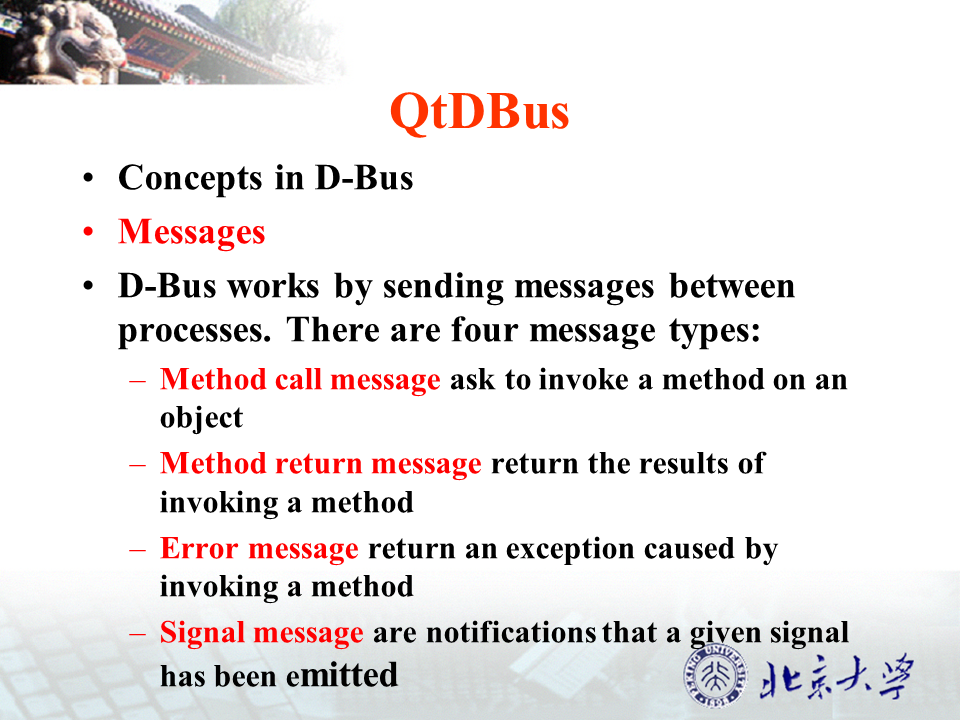 QtDBus
• Concepts in D-Bus
• Messages
• D-Bus works by sending messages between
processes. There are four message types:
– Method call message ask to invoke a method on an
object
– Method return message return the results of
invoking a method
– Error message return an exception caused by
invoking a method
– Signal message are notifications that a given signal
has been emitted
PEKING UNIVERSITY
1898
北京大学